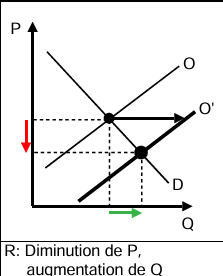 P
O
O'
D
Q
R: Diminution de P,
augmentation de Q